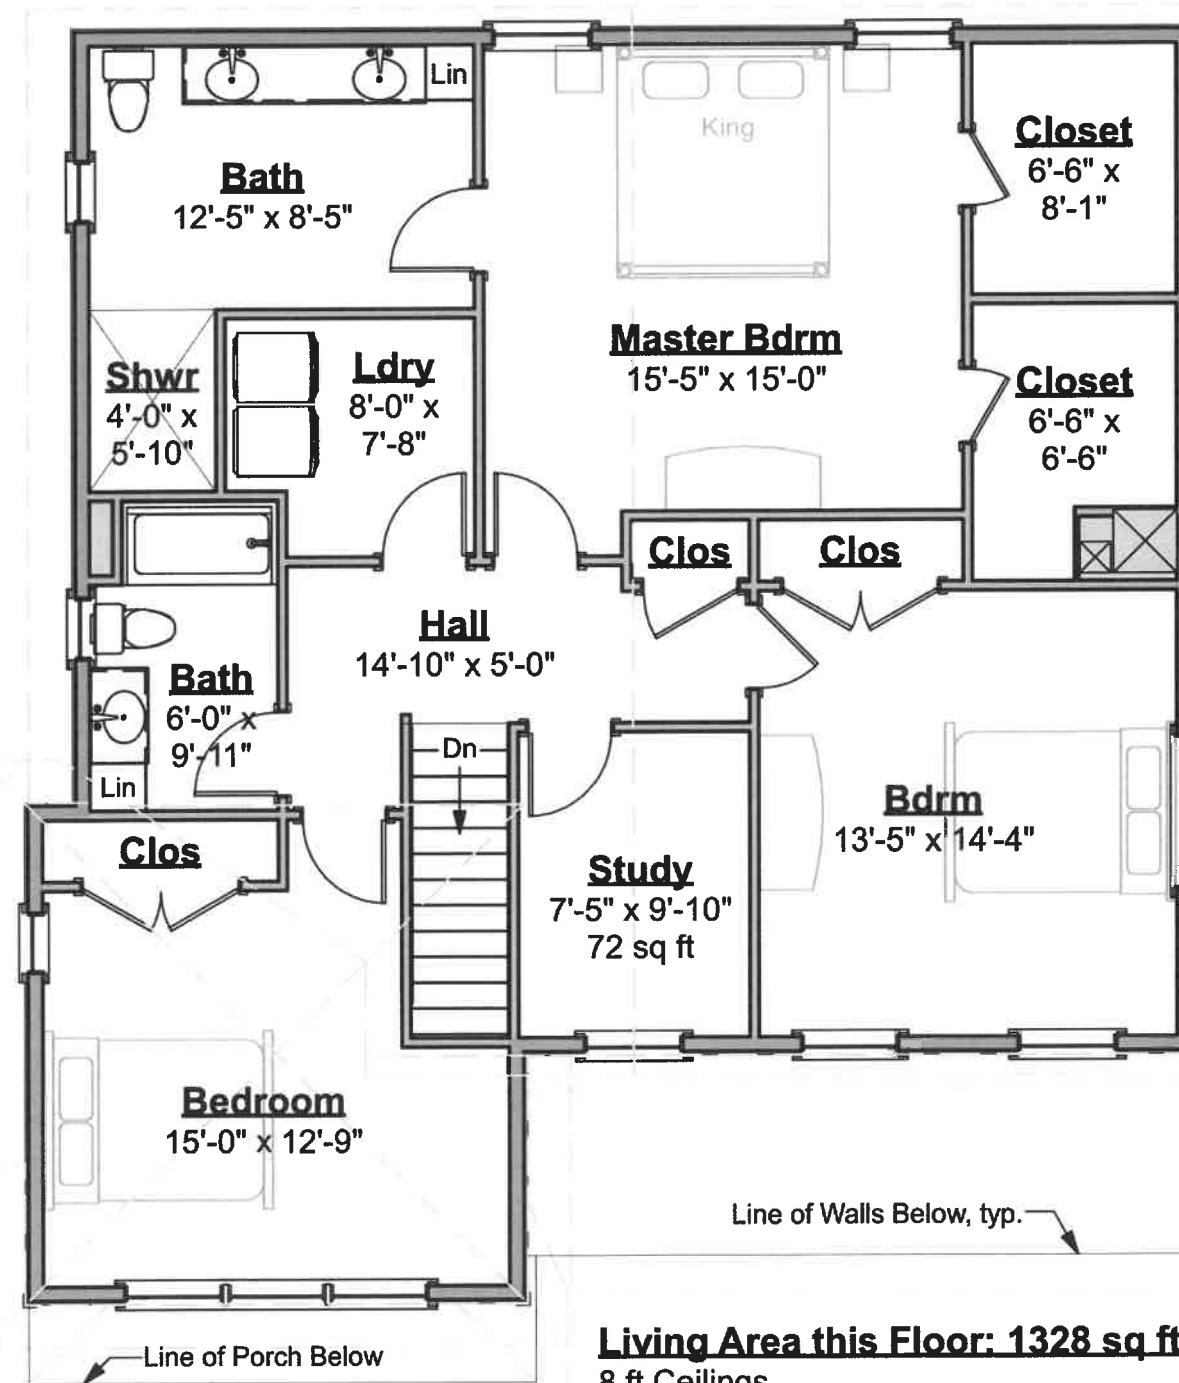 Lin
Bath
12'-5" x 8'-5"
King
Closet
6'-6" x
8'-1"
Master Bdrm
15'-5" x 15'-0"
Shwr
4'-0" x
5'-10"
Ldry
8'-0" x
7'-8"
Closet
6'-6" x
6'-6"
Clos
Clos
Hall
14'-10" x 5'-0"
Bath
6'-0" x
9'-11"
Lin
Dn
Clos
Study
7'-5" x 9'-10"
72 sq ft
Bdrm
13'-5" x 14'-4"
Bedroom
15'-0" x 12'-9"
Line of Walls Below, typ.
Line of Porch Below
Living Area this Floor: 1328 sq ft
8 ft Ceilings